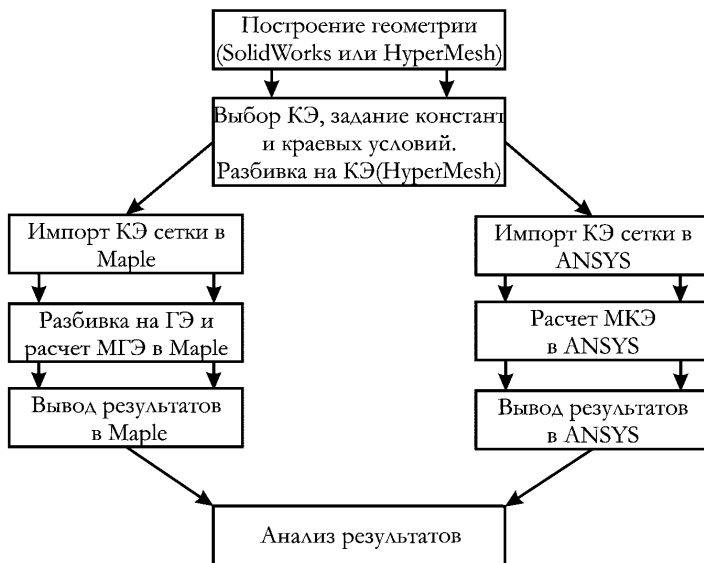 Построение геометрии
(SolidWorks или HyperMesh)
Выбор КЭ, задание констант
и краевых условий.
Разбивка на КЭ(HyperMesh)
Импорт КЭ сетки в
Maple
Разбивка на ГЭ и
расчет МГЭ в Maple
Вывод результатов
в Maple
Импорт КЭ сетки в
ANSYS
Расчет МКЭ
в ANSYS
Вывод результатов
в ANSYS
Анализ результатов